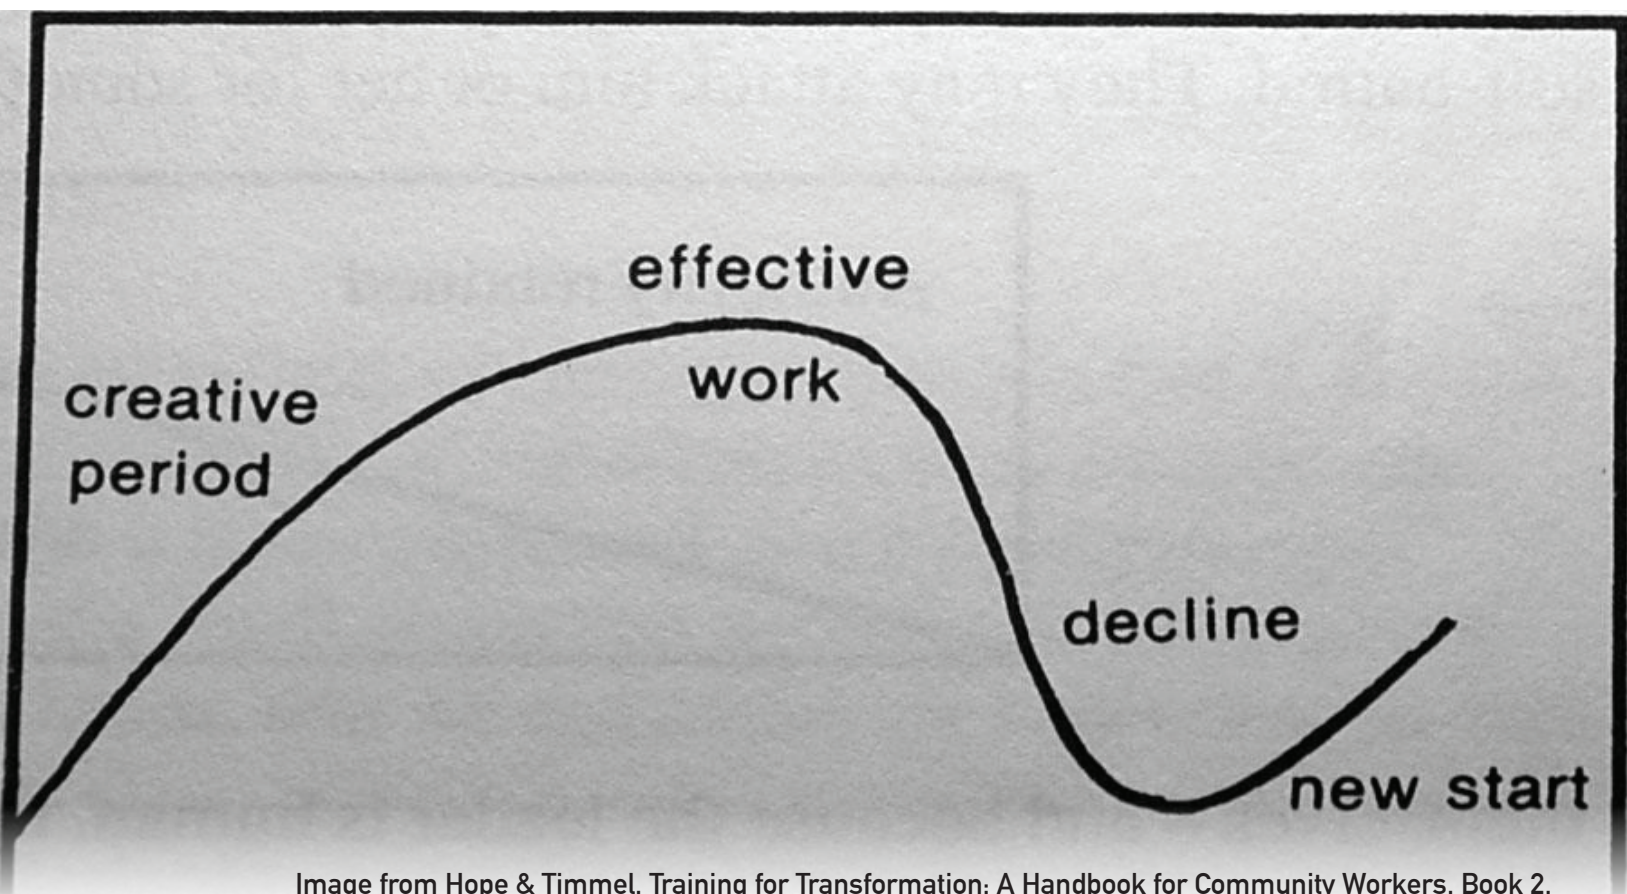 effective
work
creative
period
decline
new start
Image from Hope & Timmel, Training for Transformation: A Handbook for Community Workers. Book 2.